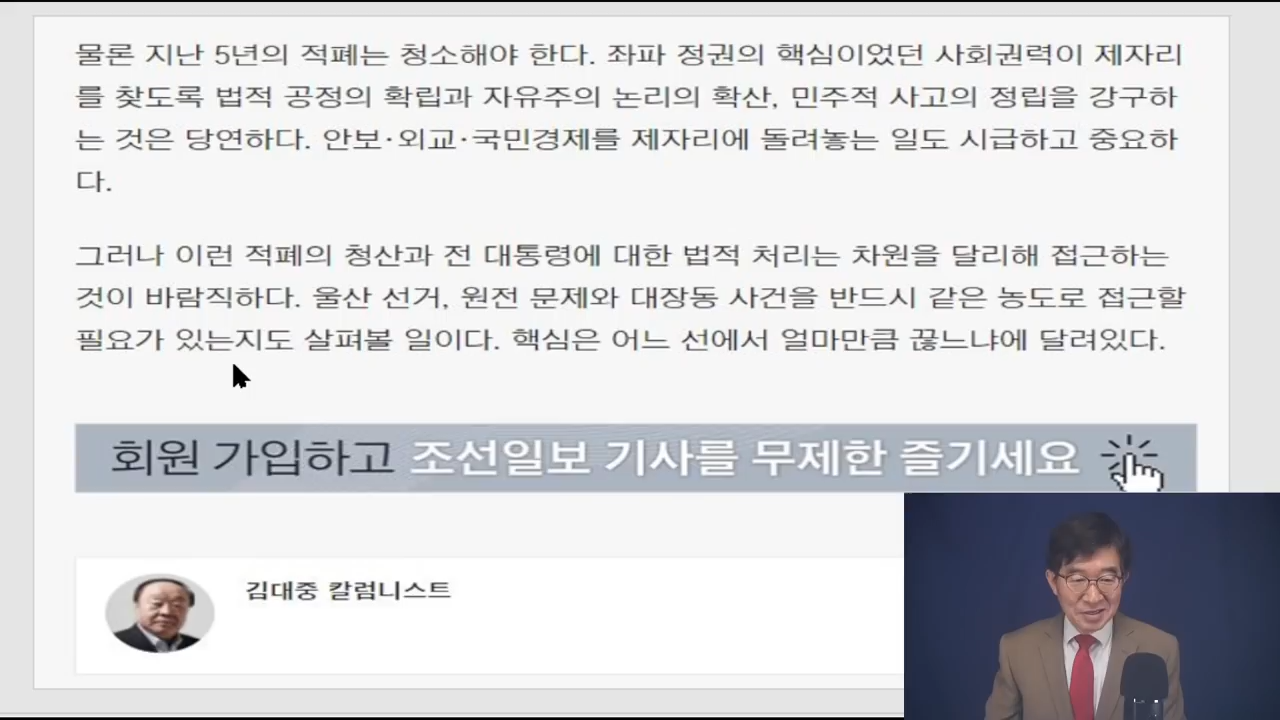 물론 지난 5년의 적폐는 청소해야 한다. 좌파 정권의 핵심이었던 사회권력이 제자리
를 찾도록 법적 공정의 확립과 자유주의 논리의 확산, 민주적 사고의 정립을 강구하
는 것은 당연하다. 안보·외교·국민경제를 제자리에 돌려놓는 일도 시급하고 중요하
다.
그러나 이런 적폐의 청산과 전 대통령에 대한 법적 처리는 차원을 달리해 접근하는
것이 바람직하다. 울산 선거, 원전 문제와 대장동 사건을 반드시 같은 농도로 접근할
필요가 있는지도 살펴볼 일이다. 핵심은 어느 선에서 얼마만큼 끊느냐에 달려있다.
회원 가입하고 조선일보 기사를 무제한 즐기세요
김대중 칼럼니스트